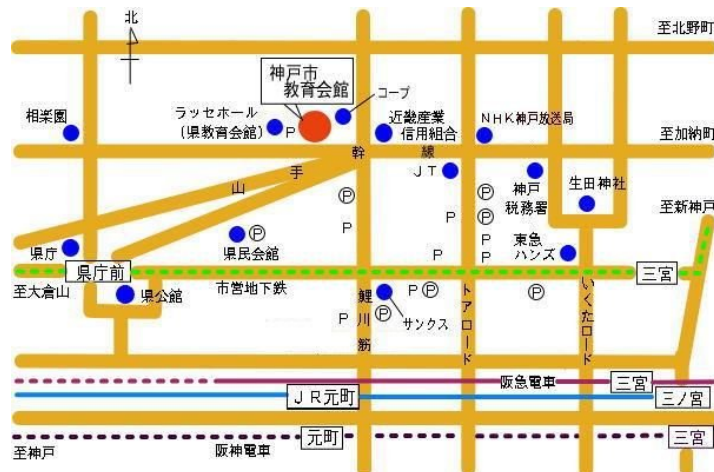 北
至北野町
神戸市
教育会館
コープ
相楽園
ラッセホール
(県教育会館)
P
近畿産業
信用組合
NHK神戸放送局
至加納町
山手幹線
JT
神戸
税務署
生田神社
P
P
P
P
P
至新神戸
県庁
県民会館
P
P
P
P
P
東急
ハンズ
県庁前
三宮
至大倉山
県公館
市営地下鉄
鯉川筋
P
P
P
P
P
サンクス
トアロード
いくたロード
阪急電車
三宮
JR元町
三ノ宮
元町
三宮
至神戸
阪神電車